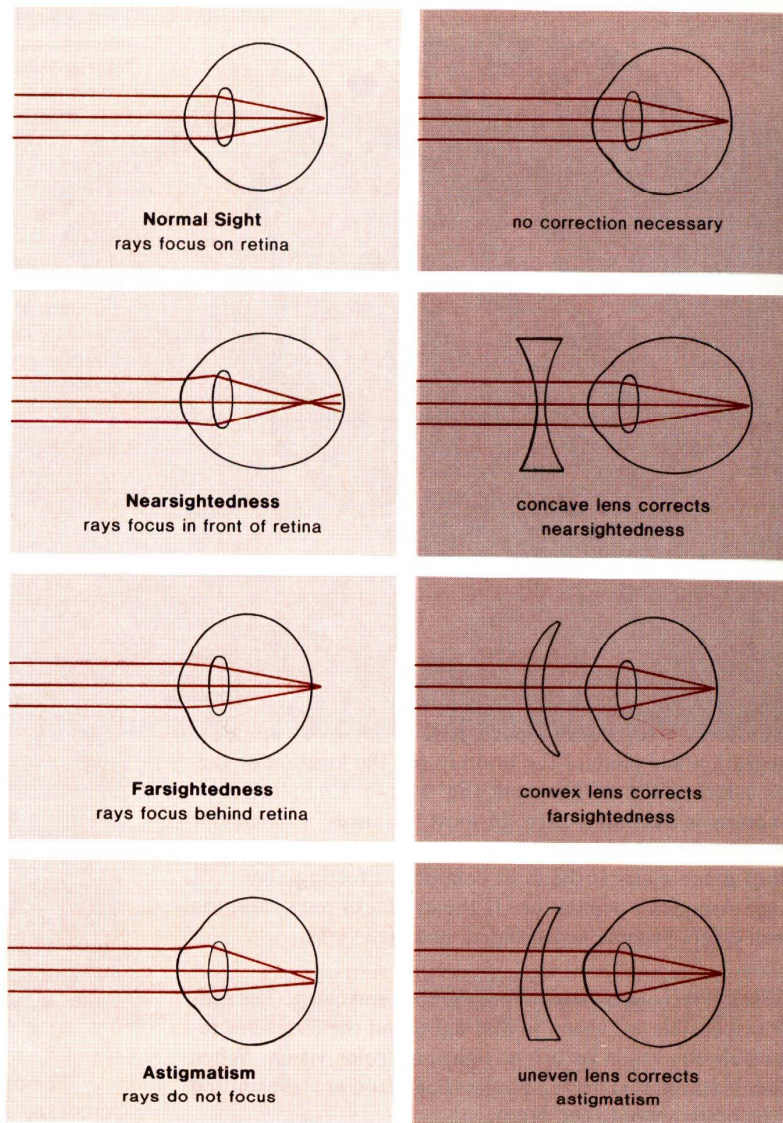 Normal Sight
rays focus on retina
no correction necessary
Nearsightedness
rays focus in front of retina
concave lens corrects
nearsightedness
Farsightedness
rays focus behind retina
convex lens corrects
farsightedness
Astigmatism
rays do not focus
uneven lens corrects
astigmatism